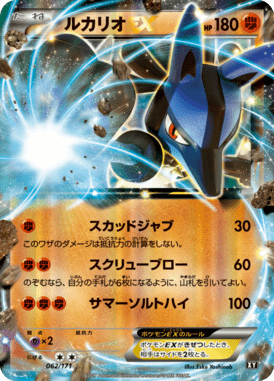 ルカリオEX HP180
スカッドジャブ 30
このワザのダメージは抵抗力の計算をしない。
スクリューブロー 60
のぞむなら、自分の手札が6枚になるように、山札を引いてよい。
サマーソルトハイ 100
弱点 抵抗力
×2
ポケモンEXのルール
ポケモンEXがきぜつしたとき、
相手はサイドを2枚とる。
にげる
062/171
Illus.Eske Yoshinob
XY